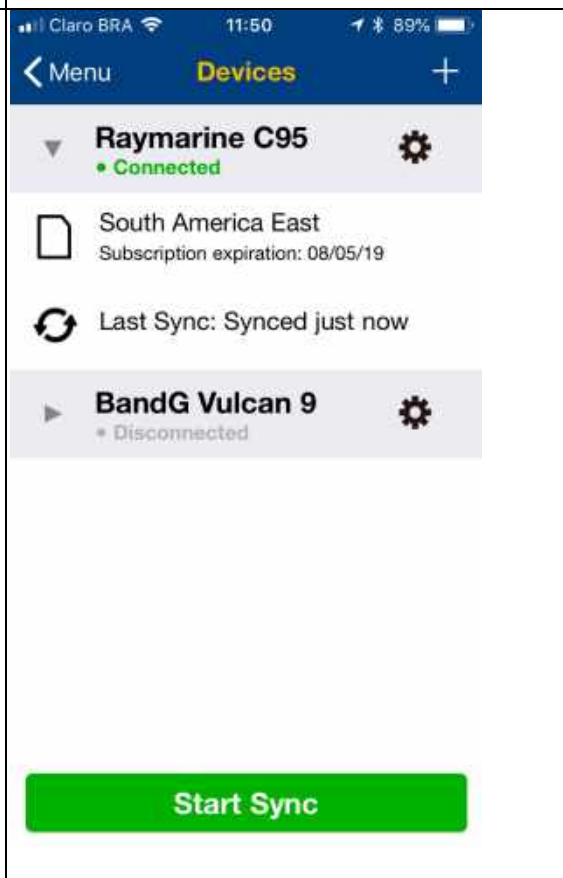 Claro BRA 11:50 89%
Menu Devices +
Raymarine C95
• Connected
South America East
Subscription expiration: 08/05/19
Last Sync: Synced just now
BandG Vulcan 9
• Disconnected
Start Sync